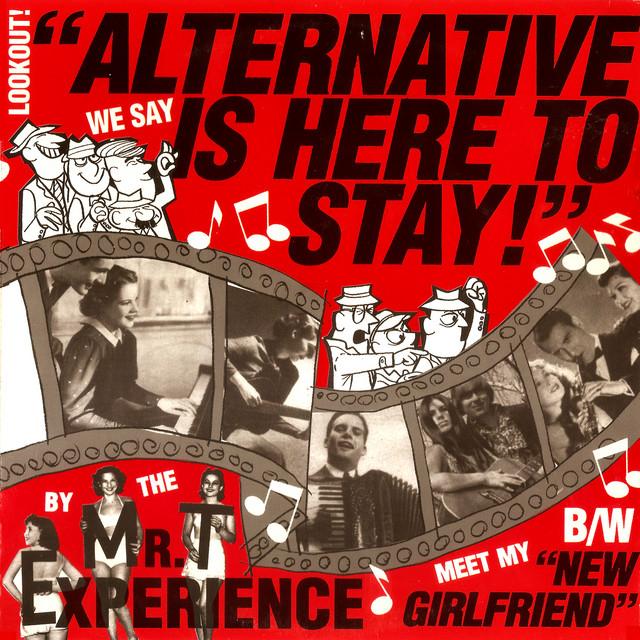 LOOKOUT!
"ALTERNATIVE
WE SAY
IS HERE TO
STAY!"
BY THE
MR. T
EXPERIENCE
B/W
MEET MY "NEW
GIRLFRIEND"